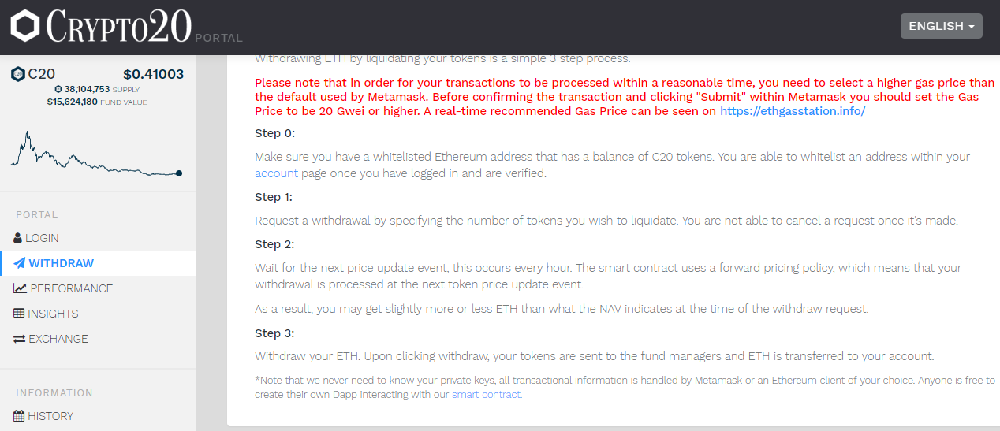 CRYPTO20 PORTAL
ENGLISH
C20 $0.41003
38,104,753 SUPPLY
$15,624,180 FUND VALUE
PORTAL
LOGIN
WITHDRAW
PERFORMANCE
INSIGHTS
EXCHANGE
INFORMATION
HISTORY
Withdrawing ETH by liquidating your tokens is a simple 3 step process.
Please note that in order for your transactions to be processed within a reasonable time, you need to select a higher gas price than
the default used by Metamask. Before confirming the transaction and clicking "Submit" within Metamask you should set the Gas
Price to be 20 Gwei or higher. A real-time recommended Gas Price can be seen on https://ethgasstation.info/
Step 0:
Make sure you have a whitelisted Ethereum address that has a balance of C20 tokens. You are able to whitelist an address within your
account page once you have logged in and are verified.
Step 1:
Request a withdrawal by specifying the number of tokens you wish to liquidate. You are not able to cancel a request once it's made.
Step 2:
Wait for the next price update event, this occurs every hour. The smart contract uses a forward pricing policy, which means that your
withdrawal is processed at the next token price update event.
As a result, you may get slightly more or less ETH than what the NAV indicates at the time of the withdraw request.
Step 3:
Withdraw your ETH. Upon clicking withdraw, your tokens are sent to the fund managers and ETH is transferred to your account.
*Note that we never need to know your private keys, all transactional information is handled by Metamask or an Ethereum client of your choice. Anyone is free to
create their own Dapp interacting with our smart contract.